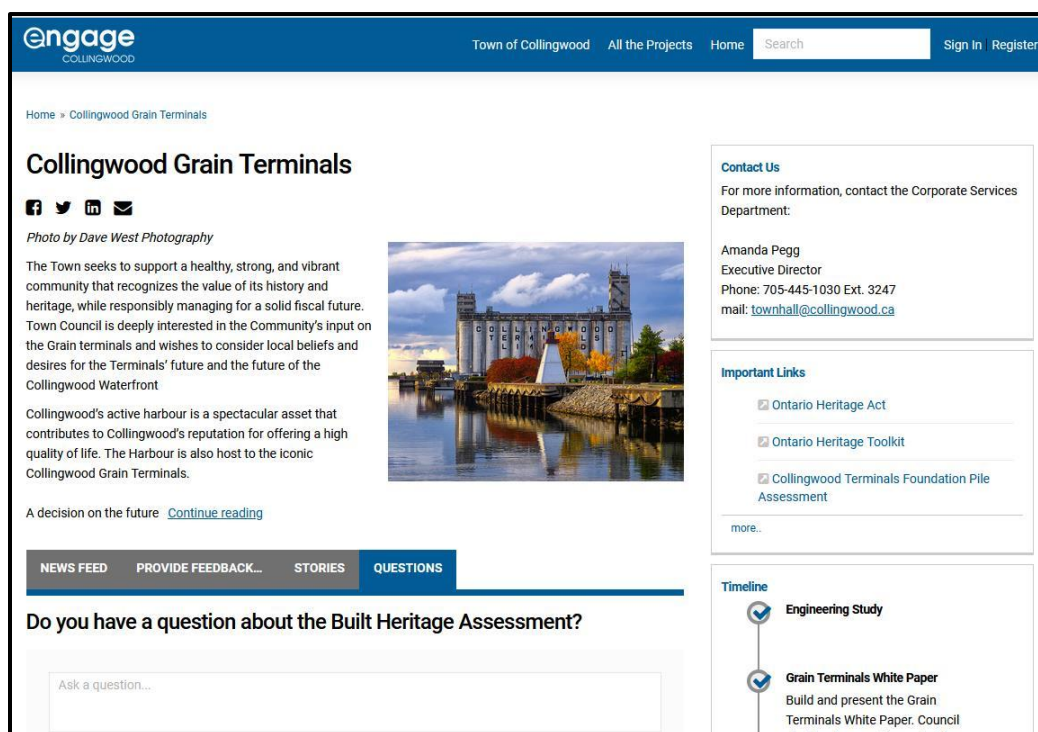 engage
COLLINGWOOD
Town of Collingwood All the Projects Home Search Sign In Register
Home » Collingwood Grain Terminals
Collingwood Grain Terminals
Photo by Dave West Photography
The Town seeks to support a healthy, strong, and vibrant
community that recognizes the value of its history and
heritage, while responsibly managing for a solid fiscal future.
Town Council is deeply interested in the Community's input on
the Grain terminals and wishes to consider local beliefs and
desires for the Terminals' future and the future of the
Collingwood Waterfront
Collingwood's active harbour is a spectacular asset that
contributes to Collingwood's reputation for offering a high
quality of life. The Harbour is also host to the iconic
Collingwood Grain Terminals.
A decision on the future Continue reading
COLLINGWOOD
TERMINALS
LIMITED
NEWS FEED PROVIDE FEEDBACK... STORIES QUESTIONS
Do you have a question about the Built Heritage Assessment?
Ask a question...
Contact Us
For more information, contact the Corporate Services
Department:
Amanda Pegg
Executive Director
Phone: 705-445-1030 Ext. 3247
mail: townhall@collingwood.ca
Important Links
Ontario Heritage Act
Ontario Heritage Toolkit
Collingwood Terminals Foundation Pile
Assessment
more..
Timeline
Engineering Study
Grain Terminals White Paper
Build and present the Grain
Terminals White Paper. Council